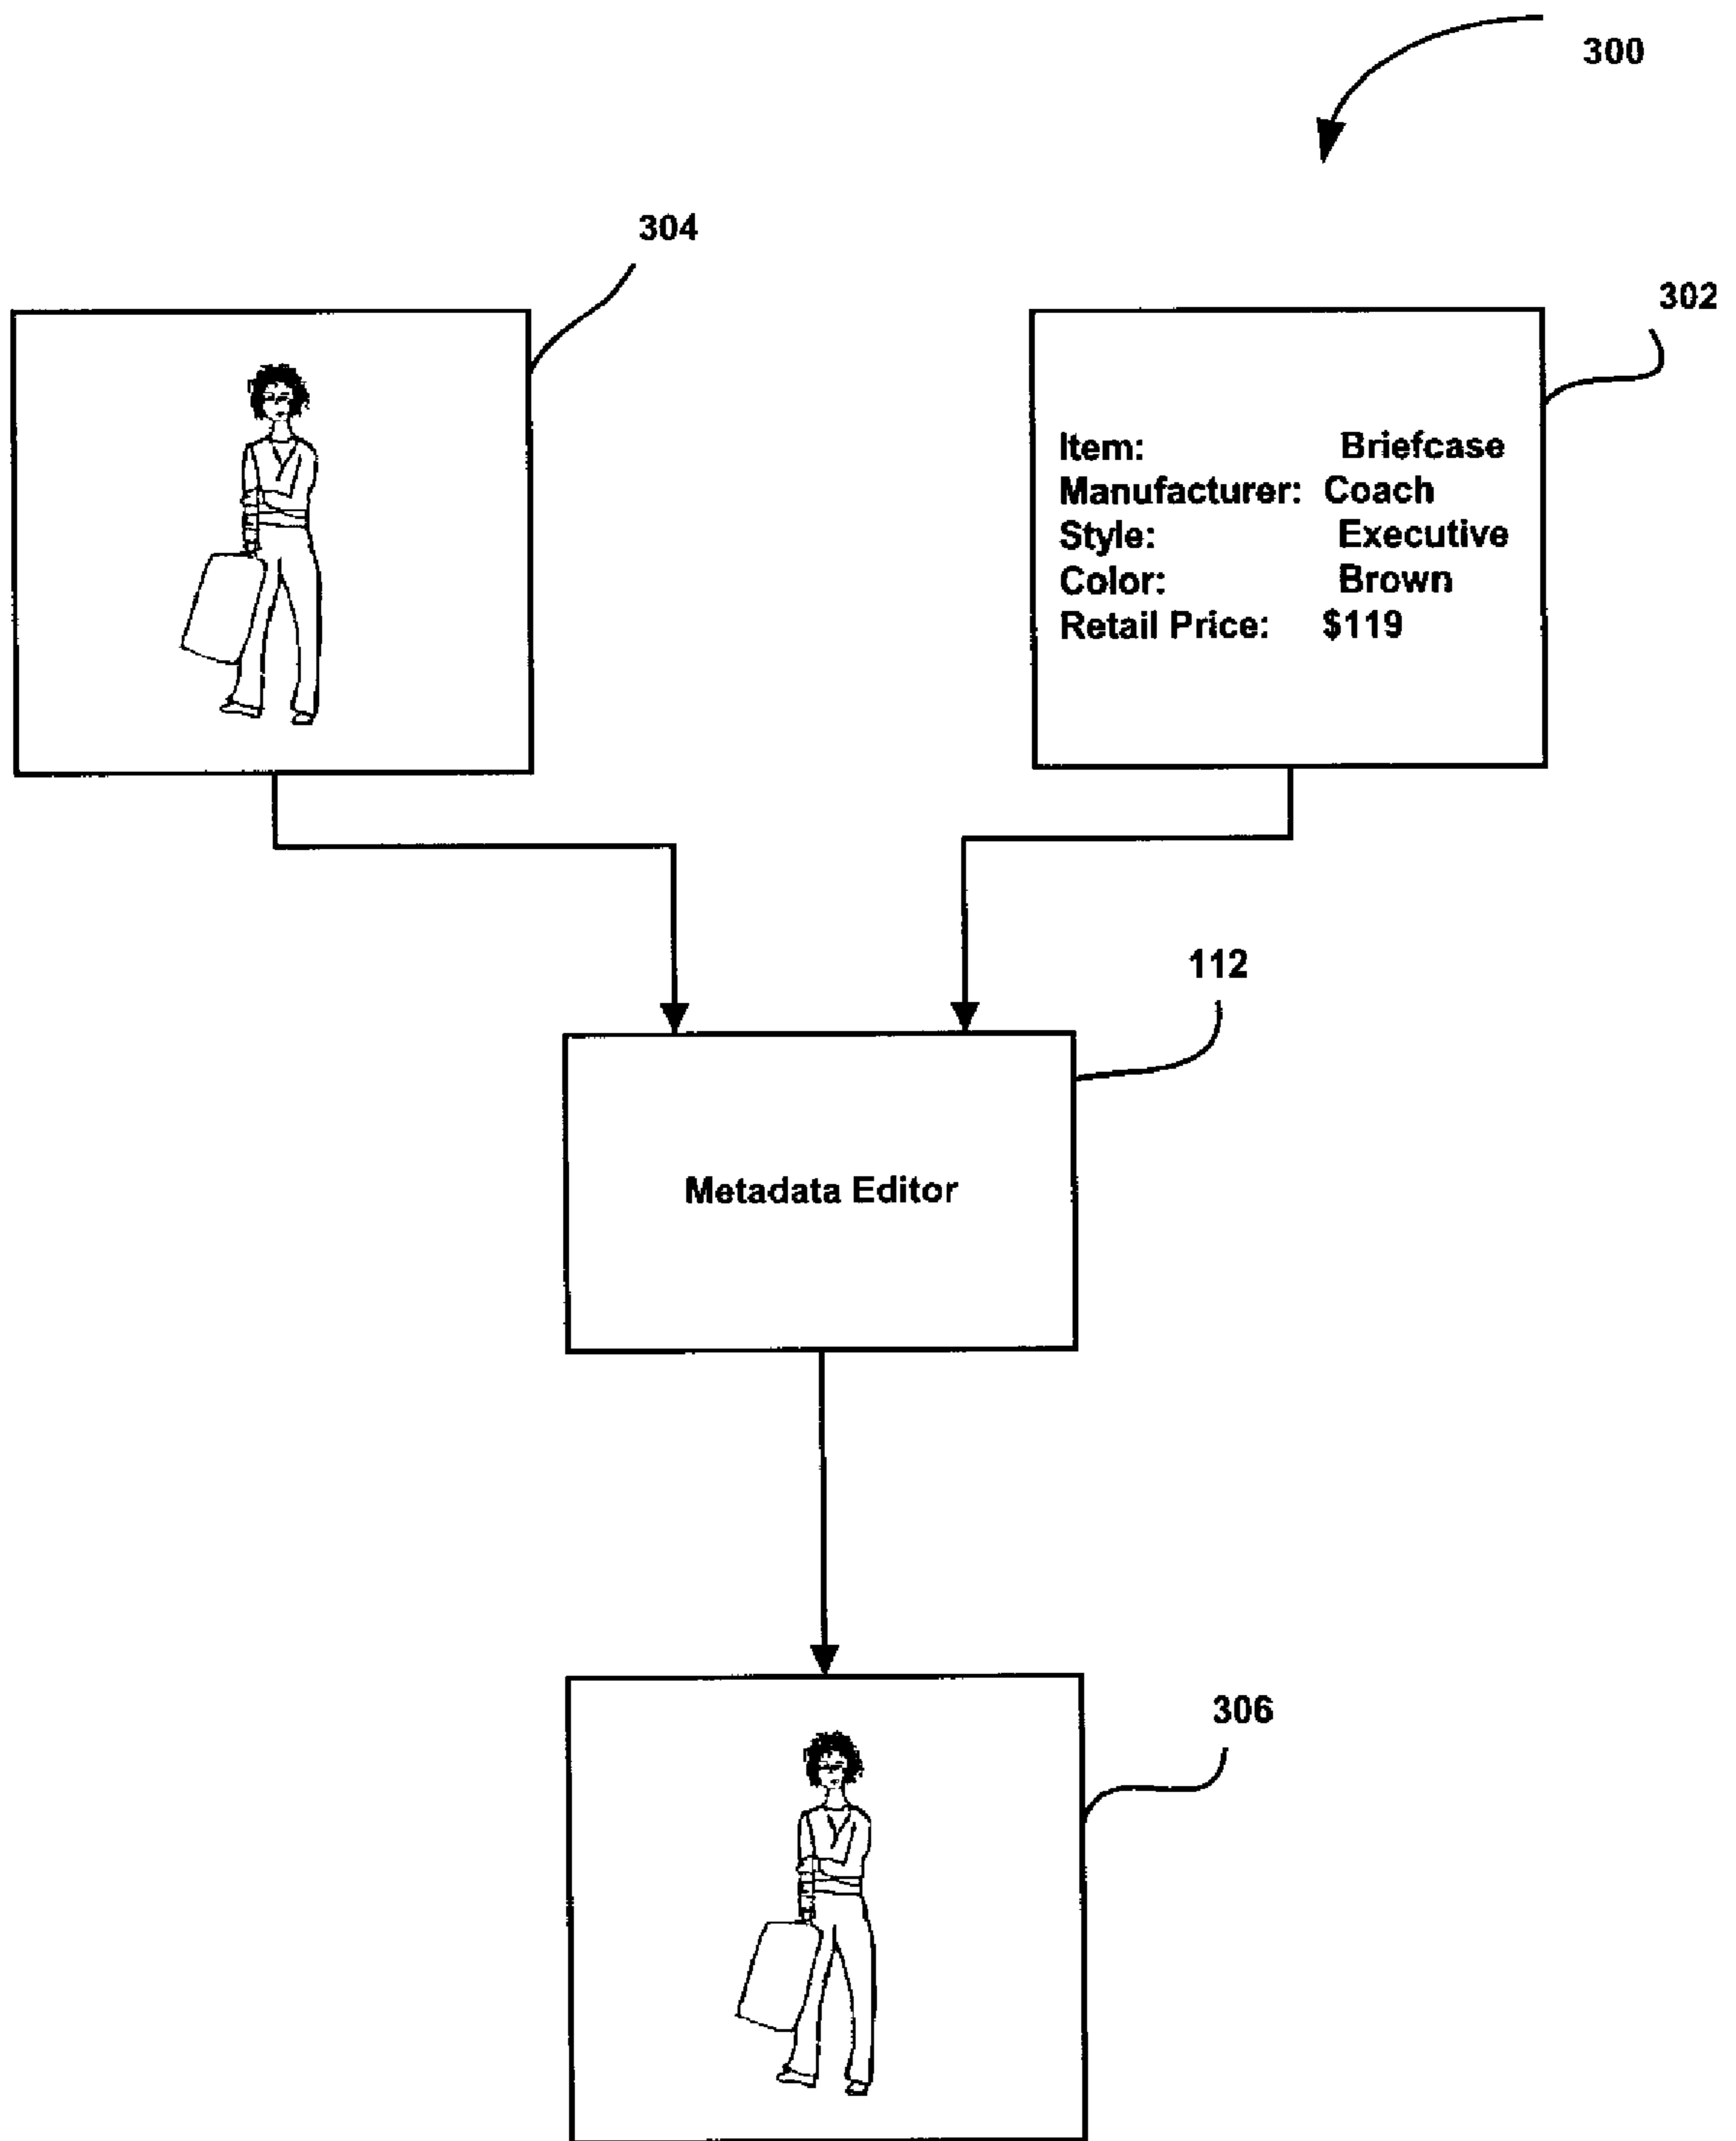 300
304
302
Item: Briefcase
Manufacturer: Coach
Style: Executive
Color: Brown
Retail Price: $119
112
Metadata Editor
306